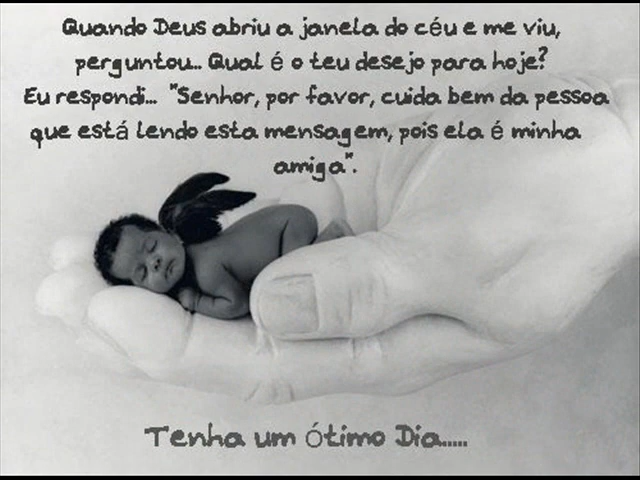 Quando Deus abriu a janela do céu e me viu,
perguntou... Qual é o teu desejo para hoje?
Eu respondi... "Senhor, por favor, cuida bem da pessoa
que está lendo esta mensagem, pois ela é minha
amiga".
Tenha um Ótimo Dia.....